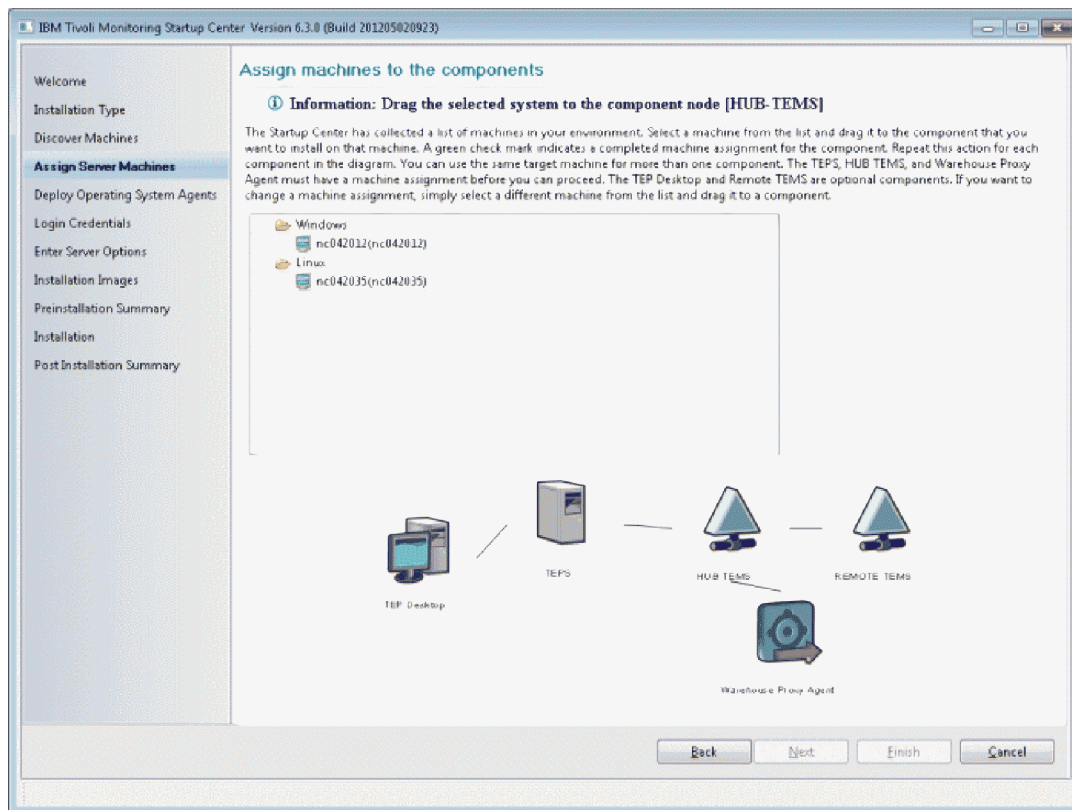 IBM Tivoli Monitoring Startup Center Version 6.3.0 (Build 201205020923)
Welcome
Installation Type
Discover Machines
Assign Server Machines
Deploy Operating System Agents
Login Credentials
Enter Server Options
Installation Images
Preinstallation Summary
Installation
Post Installation Summary
Assign machines to the components
Information: Drag the selected system to the component node [HUB-TEMS]
The Startup Center has collected a list of machines in your environment. Select a machine from the list and drag it to the component that you
want to install on that machine. A green check mark indicates a completed machine assignment for the component. Repeat this action for each
component in the diagram. You can use the same target machine for more than one component. The TEPS, HUB TEMS, and Warehouse Proxy
Agent must have a machine assignment before you can proceed. The TEP Desktop and Remote TEMS are optional components. If you want to
change a machine assignment, simply select a different machine from the list and drag it to a component.
Windows
nc042012(nc042012)
Linux
nc042035(nc042035)
TEP Desktop
TEPS
HUB TEMS
REMOTE TEMS
Warehouse Proxy Agent
Back
Next
Finish
Cancel